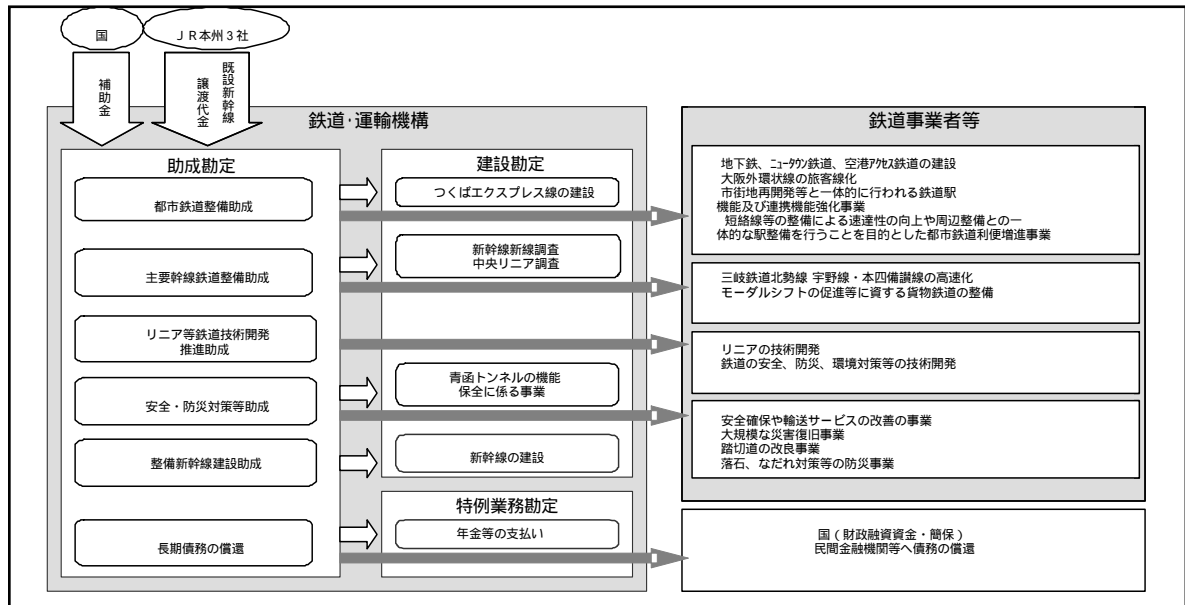 国
ＪＲ本州３社
補助金
既設新幹線
譲渡代金
鉄道・運輸機構
鉄道事業者等
助成勘定
都市鉄道整備助成
主要幹線鉄道整備助成
リニア等鉄道技術開発
推進助成
安全・防災対策等助成
整備新幹線建設助成
長期債務の償還
建設勘定
つくばエクスプレス線の建設
新幹線新線調査
中央リニア調査
青函トンネルの機能
保全に係る事業
新幹線の建設
特例業務勘定
年金等の支払い
地下鉄、ﾆｭｰﾀｳﾝ鉄道、空港ｱｸｾｽ鉄道の建設
大阪外環状線の旅客線化
市街地再開発等と一体的に行われる鉄道駅
機能及び連携機能強化事業
短絡線等の整備による速達性の向上や周辺整備との一
体的な駅整備を行うことを目的とした都市鉄道利便増進事業
三岐鉄道北勢線 宇野線・本四備讃線の高速化
モーダルシフトの促進等に資する貨物鉄道の整備
リニアの技術開発
鉄道の安全、防災、環境対策等の技術開発
安全確保や輸送サービスの改善の事業
大規模な災害復旧事業
踏切道の改良事業
落石、なだれ対策等の防災事業
国（財政融資資金・簡保）
民間金融機関等へ債務の償還